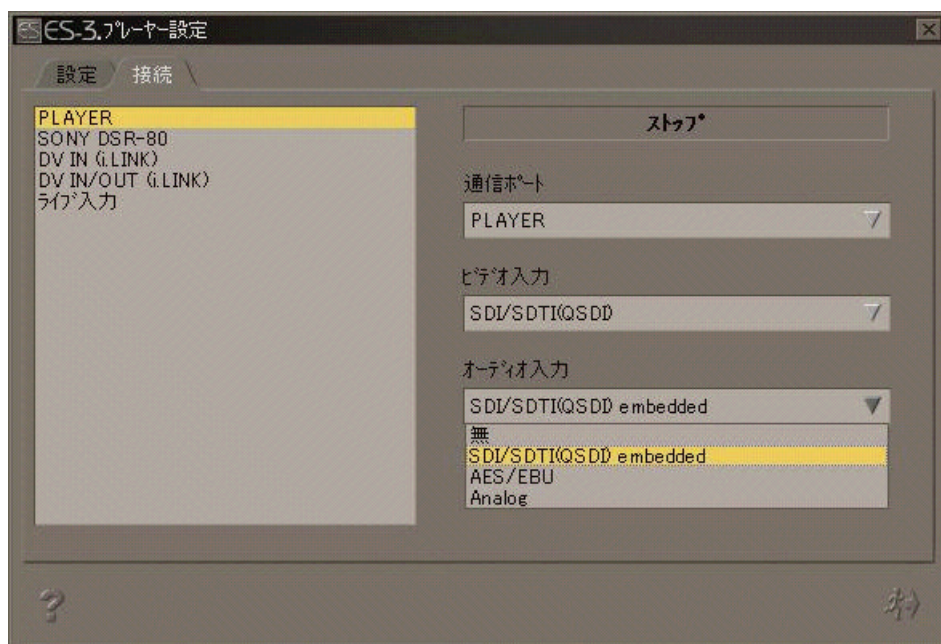 ES ES-3.プレーヤー設定
設定 接続
PLAYER
SONY DSR-80
DV IN (i.LINK)
DV IN/OUT (i.LINK)
ライブ入力
ストップ
通信ポート
PLAYER
ビデオ入力
SDI/SDTI(QSDI)
オーディオ入力
SDI/SDTI(QSDI) embedded
無
SDI/SDTI(QSDI) embedded
AES/EBU
Analog
?